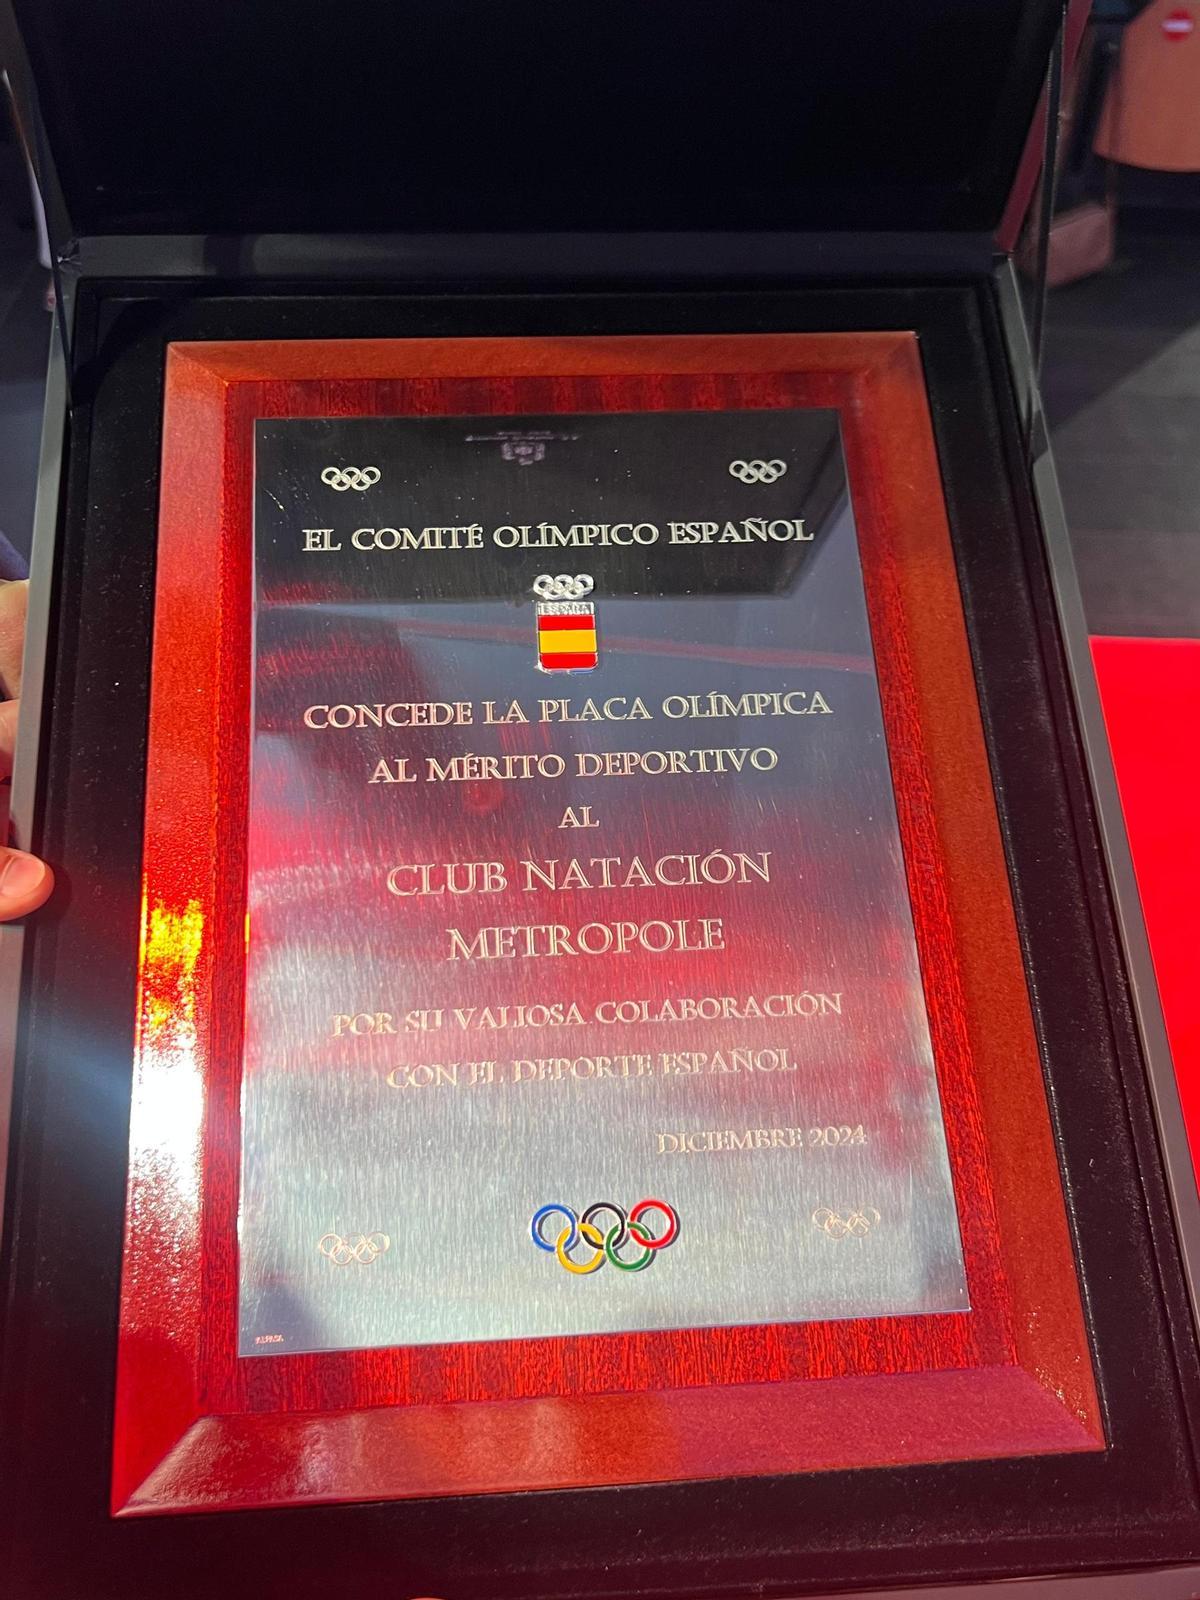 EL COMITÉ OLÍMPICO ESPAÑOL
ESPAÑA
CONCEDE LA PLACA OLÍMPICA
AL MÉRITO DEPORTIVO
AL
CLUB NATACIÓN
METROPOLE
POR SU VALIOSA COLABORACIÓN
CON EL DEPORTE ESPAÑOL
DICIEMBRE 2024